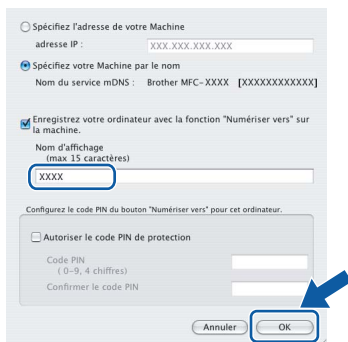 Spécifiez l'adresse de votre Machine
adresse IP : XXX.XXX.XXX.XXX
Spécifiez votre Machine par le nom
Nom du service mDNS : Brother MFC-XXXX [XXXXXXXXXXXX]
Enregistrez votre ordinateur avec la fonction "Numériser vers" sur
la machine.
Nom d'affichage
(max 15 caractères)
XXXX
Configurez le code PIN du bouton "Numériser vers" pour cet ordinateur.
Autoriser le code PIN de protection
Code PIN
( 0-9, 4 chiffres)
Confirmer le code PIN
Annuler OK